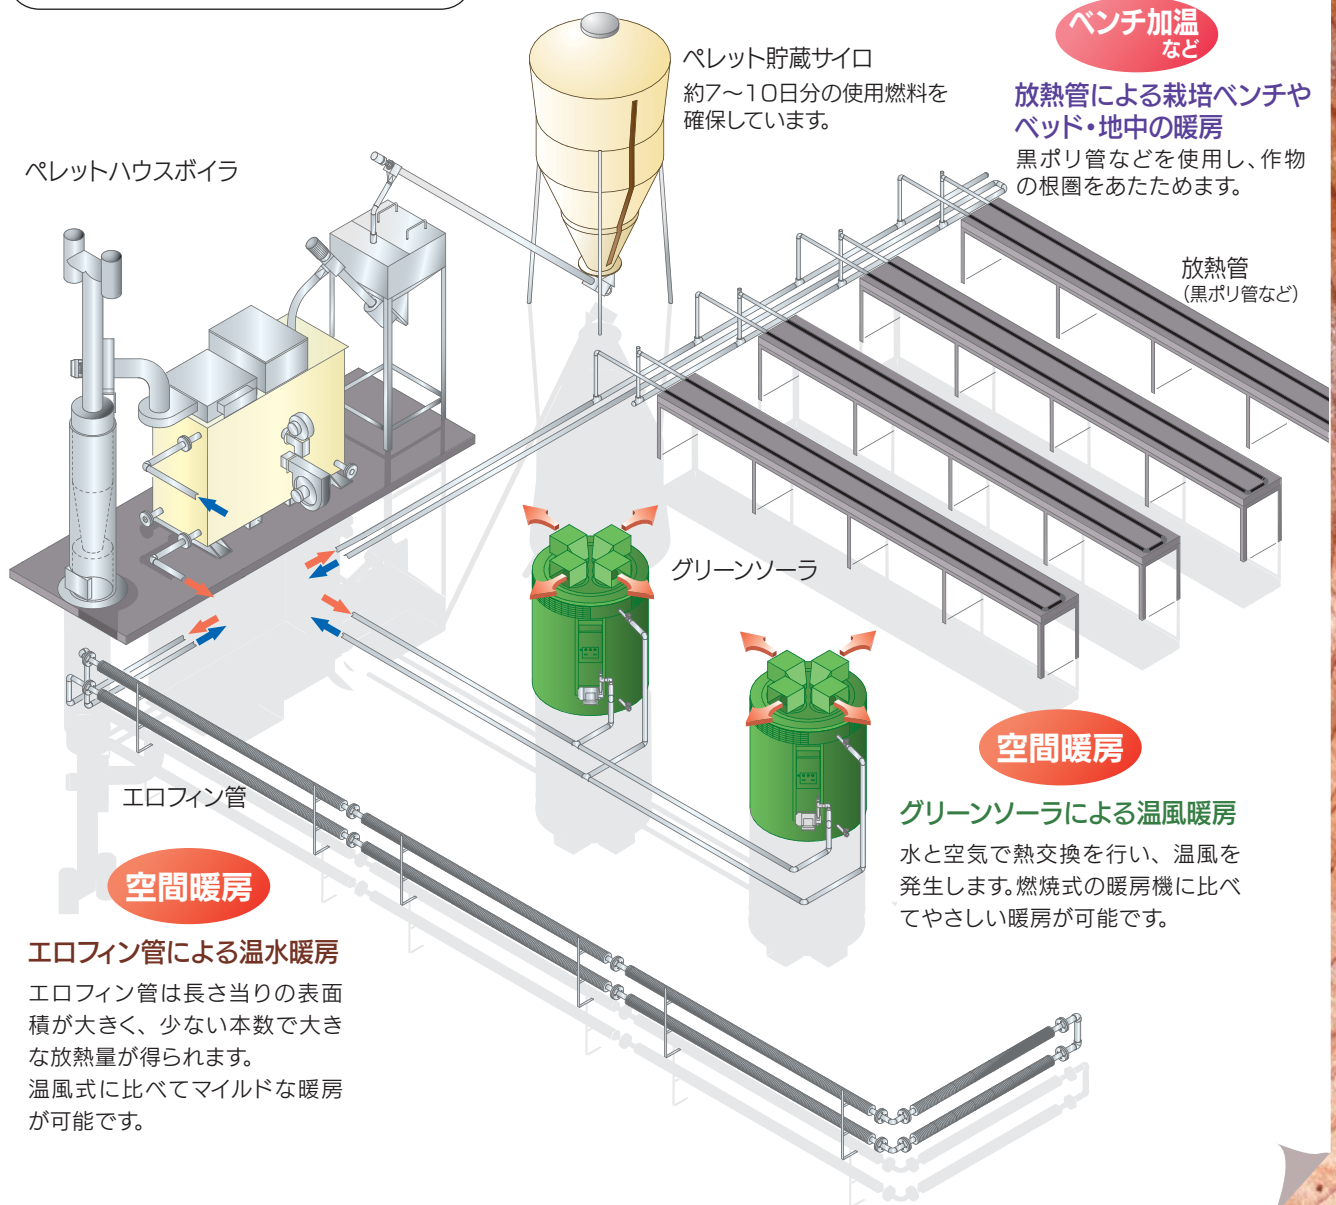 ペレット貯蔵サイロ
約7〜10日分の使用燃料を
確保しています。
ベンチ加温
など
放熱管による栽培ベンチや
ベッド・地中の暖房
黒ポリ管などを使用し、作物
の根圏をあたためます。
ペレットハウスボイラ
放熱管
（黒ポリ管など）
グリーンソーラ
エロフィン管
空間暖房
グリーンソーラによる温風暖房
水と空気で熱交換を行い、温風を
発生します。燃焼式の暖房機に比べ
てやさしい暖房が可能です。
空間暖房
エロフィン管による温水暖房
エロフィン管は長さ当りの表面
積が大きく、少ない本数で大き
な放熱量が得られます。
温風式に比べてマイルドな暖房
が可能です。